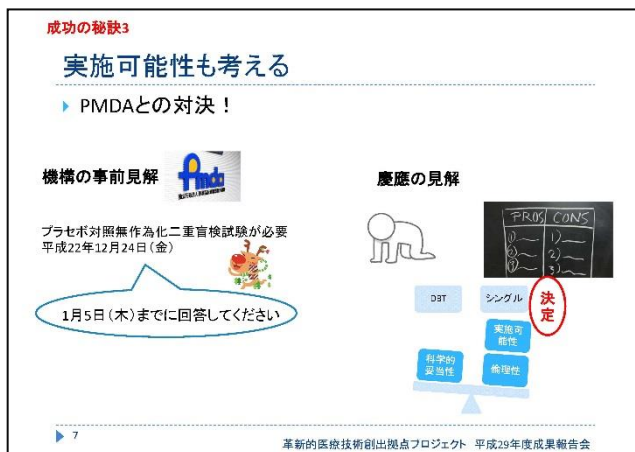 成功の秘訣3
実施可能性も考える
PMDAとの対決！
機構の事前見解
Pmda
慶應の見解
プラセボ対照無作為化二重盲検試験が必要
平成22年12月24日（金）
1月5日（木）までに回答してください
PROS CONS
① 1)
② 2)
③ 3)
DBT
シングル
決定
実施可
能性
科学的
妥当性
倫理性
7
革新的医療技術創出拠点プロジェクト 平成29年度成果報告会